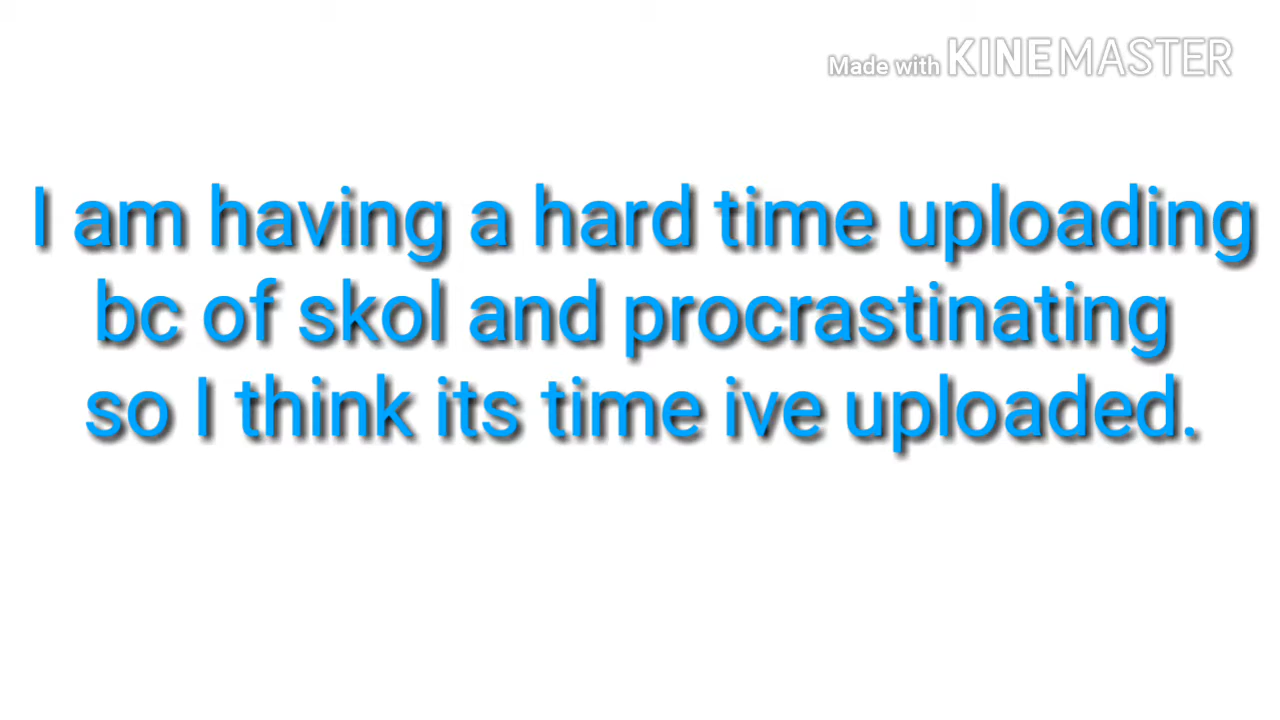 Made with KINEMASTER
I am having a hard time uploading
bc of skol and procrastinating
so I think its time ive uploaded.